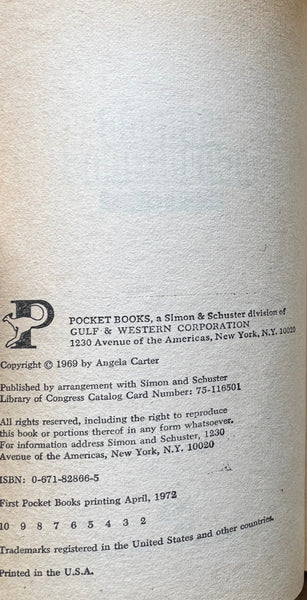 P
POCKET BOOKS, a Simon & Schuster division of
GULF & WESTERN CORPORATION
1230 Avenue of the Americas, New York, N.Y. 10020
Copyright © 1969 by Angela Carter
Published by arrangement with Simon and Schuster
Library of Congress Catalog Card Number: 75-116501
All rights reserved, including the right to reproduce
this book or portions thereof in any form whatsoever.
For information address Simon and Schuster, 1230
Avenue of the Americas, New York, N.Y. 10020
ISBN: 0-671-82866-5
First Pocket Books printing April, 1972
10 9 8 7 6 5 4 3 2
Trademarks registered in the United States and other countries.
Printed in the U.S.A.